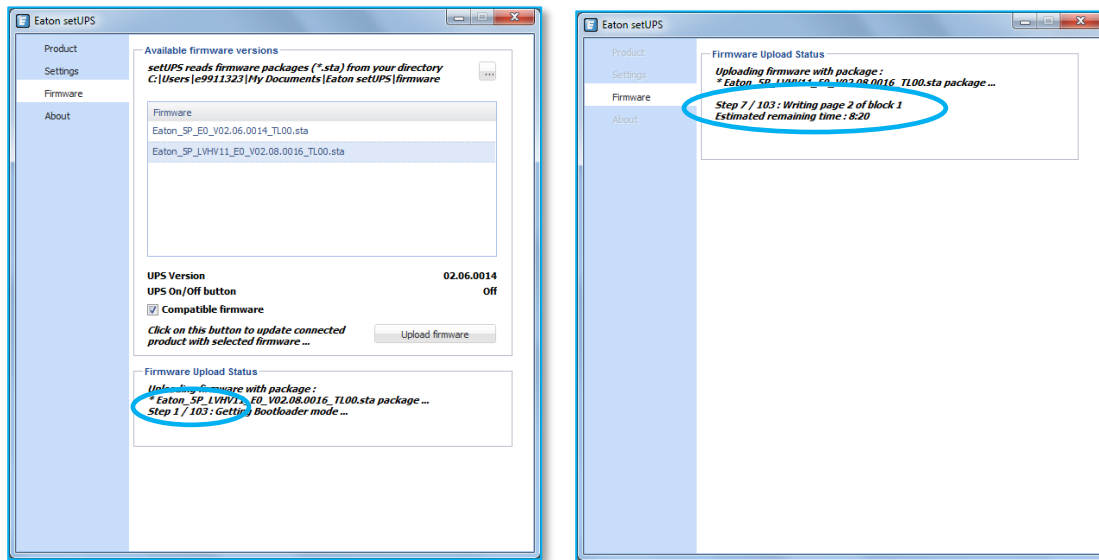 Eaton setUPS
Product
Settings
Firmware
About
Available firmware versions
setUPS reads firmware packages (*.sta) from your directory
C:|Users|e9911323|My Documents|Eaton setUPS|firmware
...
Firmware
Eaton_5P_E0_V02.06.0014_TL00.sta
Eaton_5P_LVHV11_E0_V02.08.0016_TL00.sta
UPS Version 02.06.0014
UPS On/Off button Off
Compatible firmware
Click on this button to update connected
product with selected firmware ...
Upload firmware
Firmware Upload Status
Uploading firmware with package :
* Eaton_5P_LVHV11_E0_V02.08.0016_TL00.sta package ...
Step 1 / 103 : Getting Bootloader mode ...
Eaton setUPS
Product
Settings
Firmware
About
Firmware Upload Status
Uploading firmware with package :
* Eaton_5P_LVHV11_E0_V02.08.0016_TL00.sta package ...
Step 7 / 103 : Writing page 2 of block 1
Estimated remaining time : 8:20